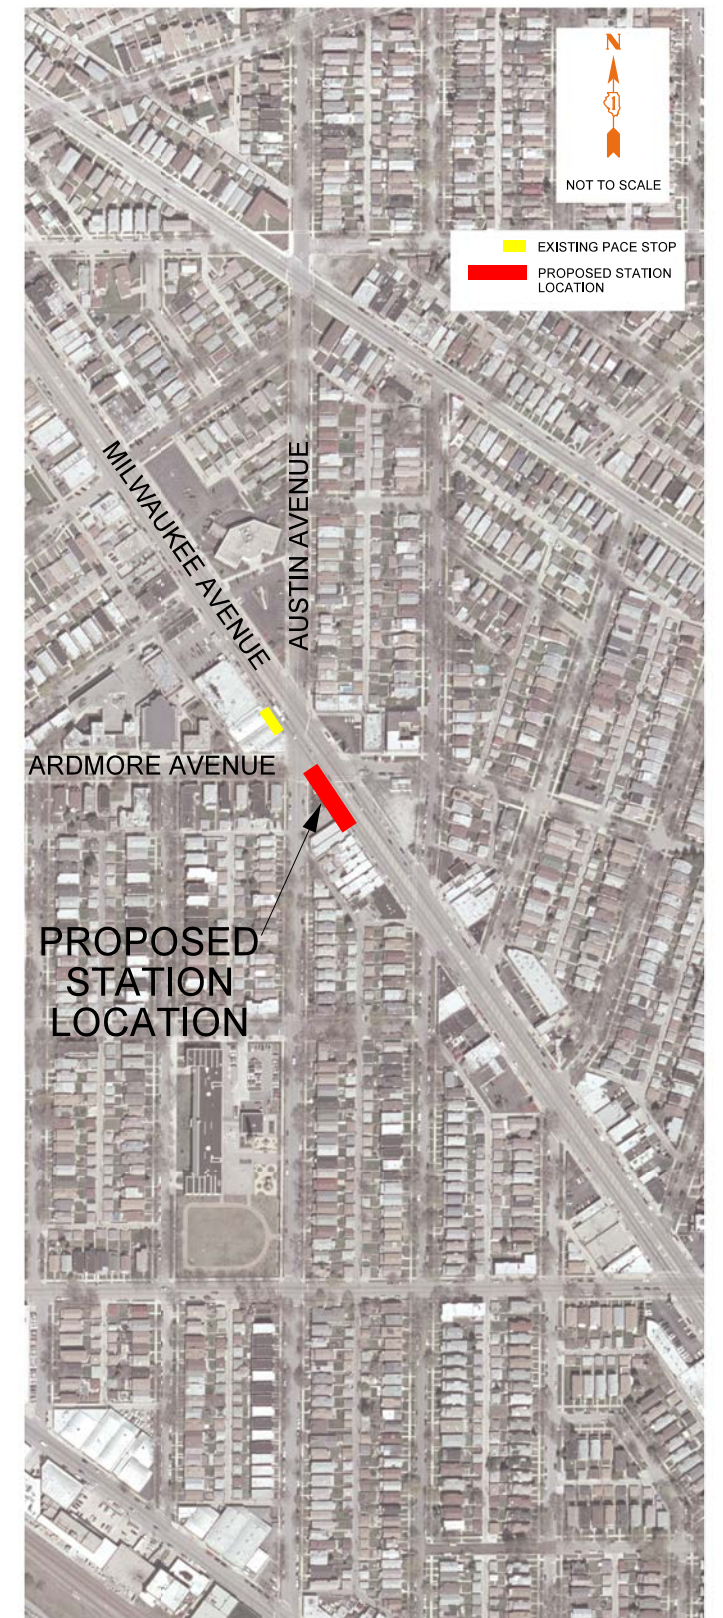 N
NOT TO SCALE
EXISTING PACE STOP
PROPOSED STATION
LOCATION
MILWAUKEE AVENUE
AUSTIN AVENUE
ARDMORE AVENUE
PROPOSED
STATION
LOCATION